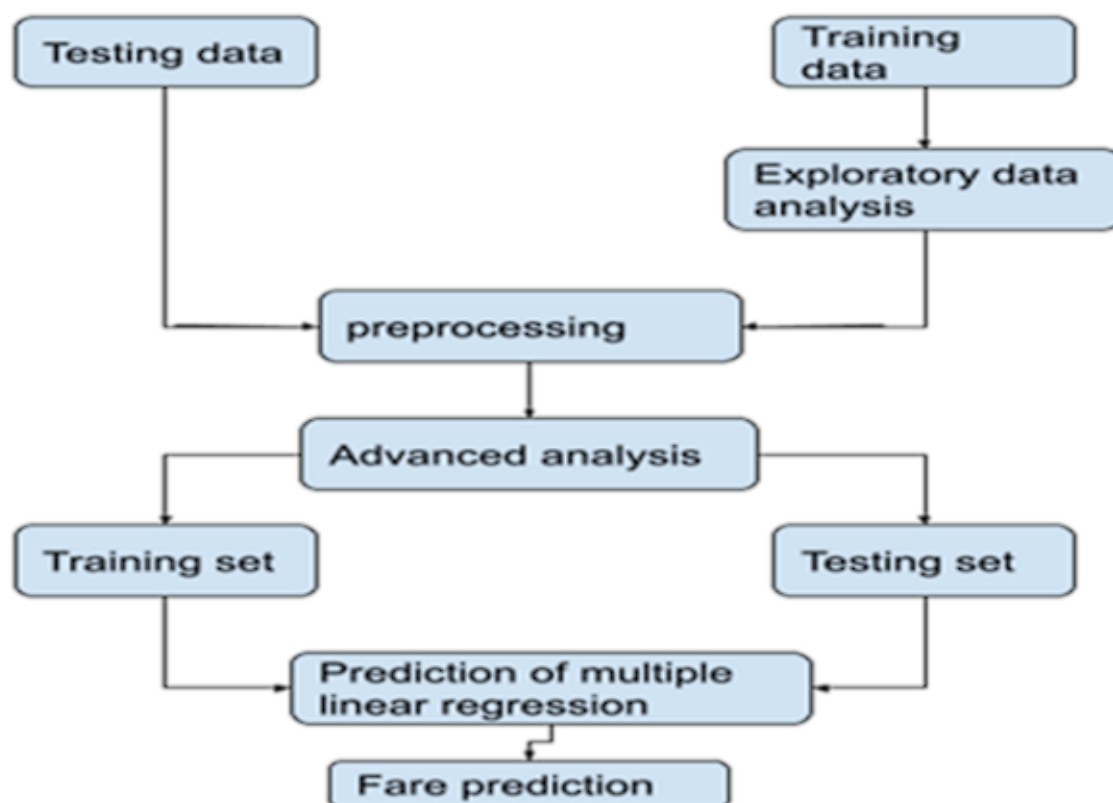 Testing data
Training
data
Exploratory data
analysis
preprocessing
Advanced analysis
Training set
Testing set
Prediction of multiple
linear regression
Fare prediction